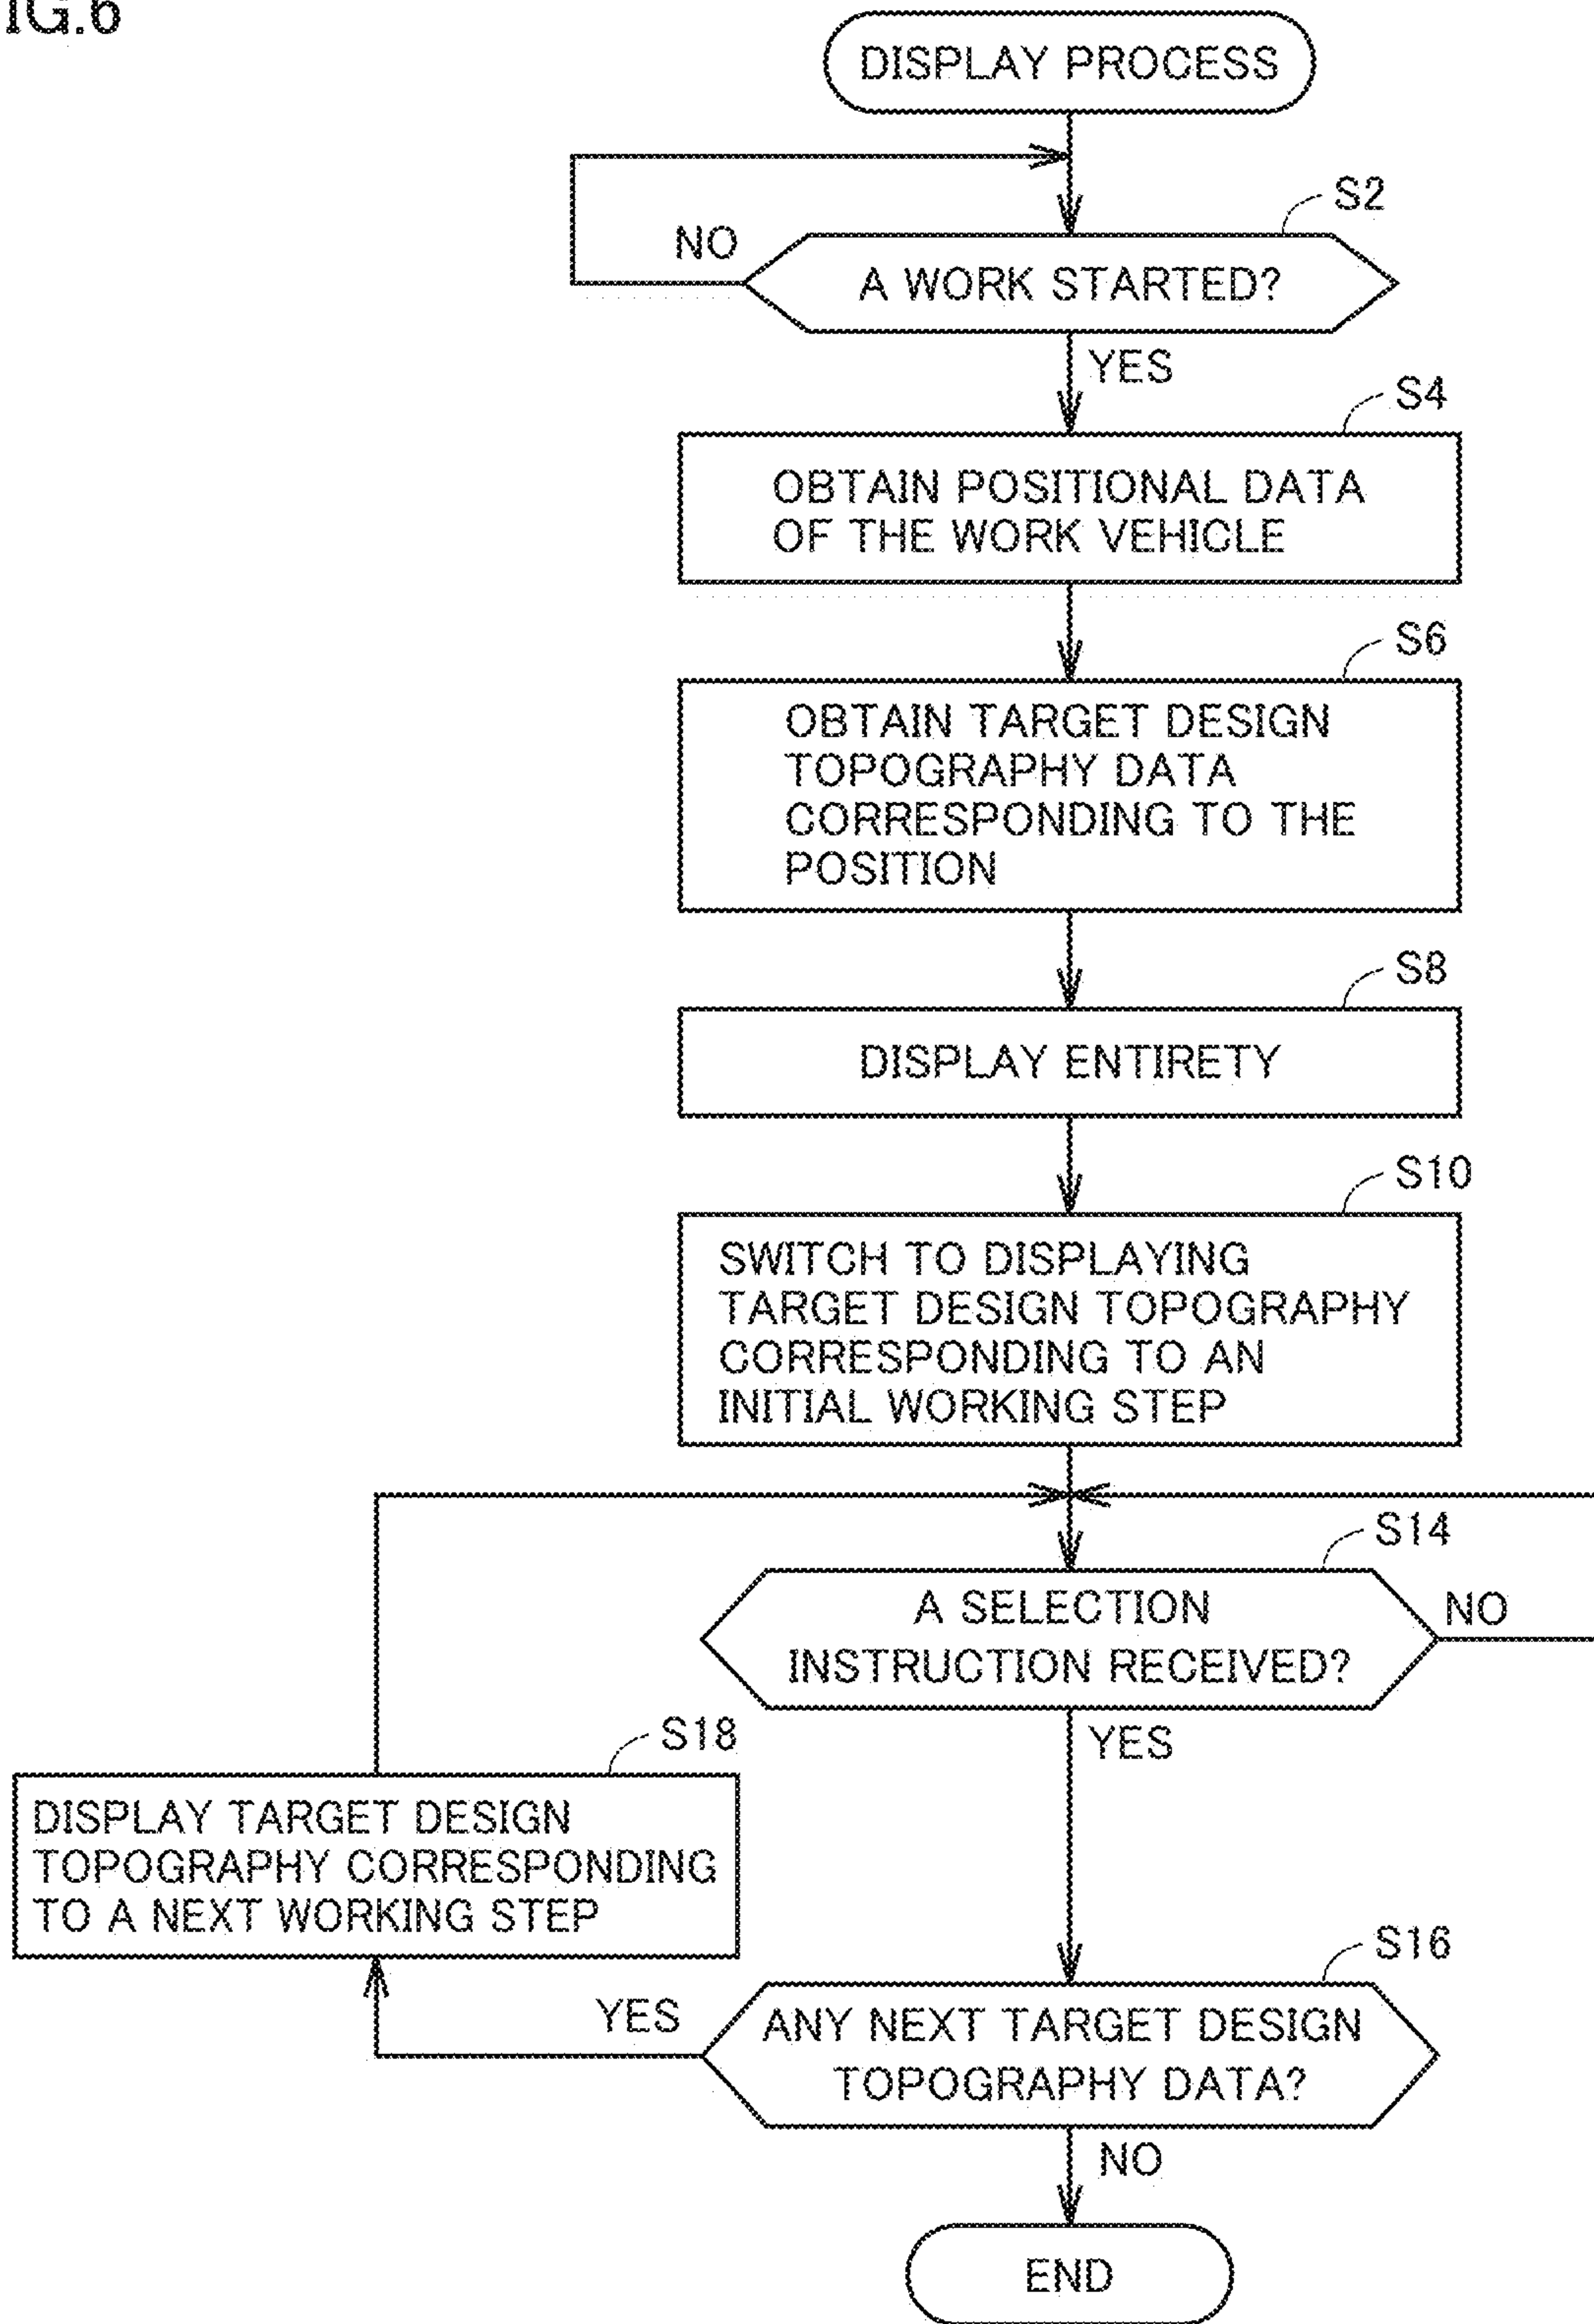 IG.6
DISPLAY PROCESS
S2
NO
A WORK STARTED?
YES
S4
OBTAIN POSITIONAL DATA
OF THE WORK VEHICLE
S6
OBTAIN TARGET DESIGN
TOPOGRAPHY DATA
CORRESPONDING TO THE
POSITION
S8
DISPLAY ENTIRETY
S10
SWITCH TO DISPLAYING
TARGET DESIGN TOPOGRAPHY
CORRESPONDING TO AN
INITIAL WORKING STEP
S14
A SELECTION
INSTRUCTION RECEIVED?
NO
YES
S18
DISPLAY TARGET DESIGN
TOPOGRAPHY CORRESPONDING
TO A NEXT WORKING STEP
S16
YES
ANY NEXT TARGET DESIGN
TOPOGRAPHY DATA?
NO
END